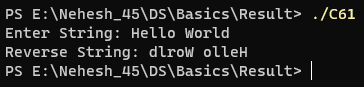 PS E:\Nehesh_45\DS\Basics\Result> ./C61
Enter String: Hello World
Reverse String: dlroW olleH
PS E:\Nehesh_45\DS\Basics\Result>